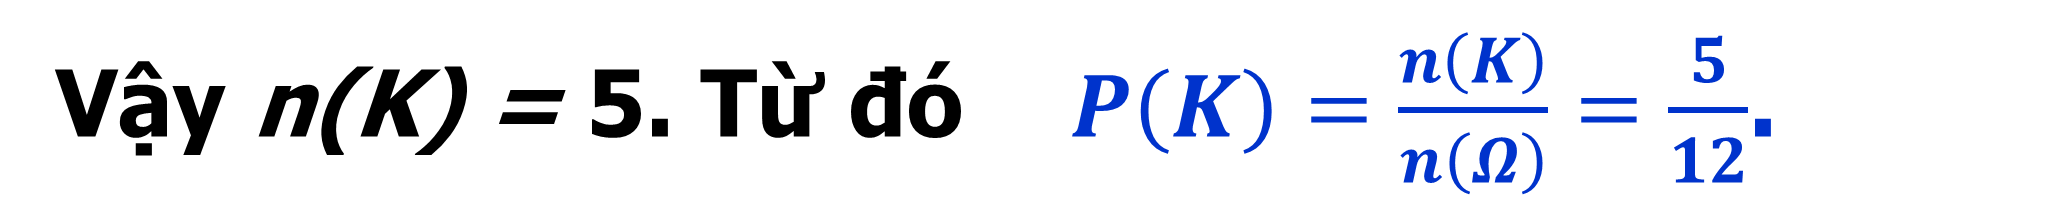 Vậy n(K) = 5. Từ đó P(K) = n(K)/n(Ω) = 5/12.